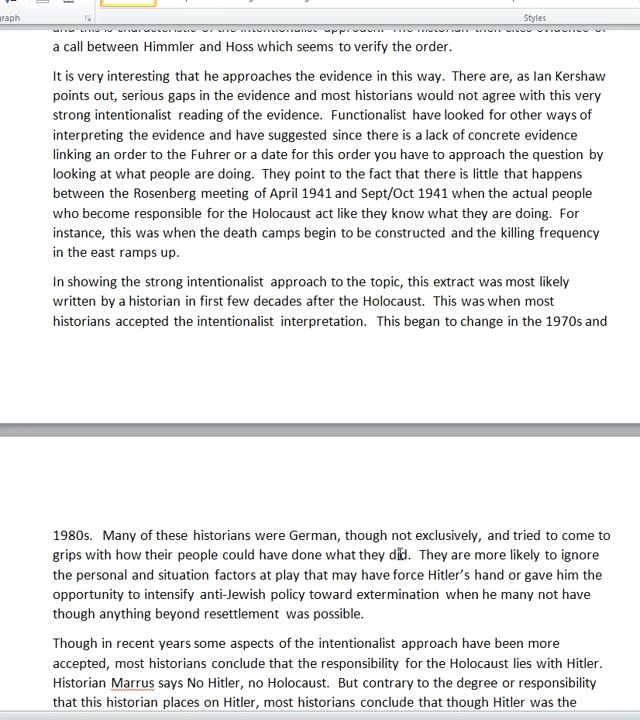 raph
Styles
a call between Himmler and Hoss which seems to verify the order.
It is very interesting that he approaches the evidence in this way. There are, as Ian Kershaw
points out, serious gaps in the evidence and most historians would not agree with this very
strong intentionalist reading of the evidence. Functionalist have looked for other ways of
interpreting the evidence and have suggested since there is a lack of concrete evidence
linking an order to the Fuhrer or a date for this order you have to approach the question by
looking at what people are doing. They point to the fact that there is little that happens
between the Rosenberg meeting of April 1941 and Sept/Oct 1941 when the actual people
who become responsible for the Holocaust act like they know what they are doing. For
instance, this was when the death camps begin to be constructed and the killing frequency
in the east ramps up.
In showing the strong intentionalist approach to the topic, this extract was most likely
written by a historian in first few decades after the Holocaust. This was when most
historians accepted the intentionalist interpretation. This began to change in the 1970s and
1980s. Many of these historians were German, though not exclusively, and tried to come to
grips with how their people could have done what they did. They are more likely to ignore
the personal and situation factors at play that may have force Hitler's hand or gave him the
opportunity to intensify anti-Jewish policy toward extermination when he many not have
though anything beyond resettlement was possible.
Though in recent years some aspects of the intentionalist approach have been more
accepted, most historians conclude that the responsibility for the Holocaust lies with Hitler.
Historian Marrus says No Hitler, no Holocaust. But contrary to the degree or responsibility
that this historian places on Hitler, most historians conclude that though Hitler was the